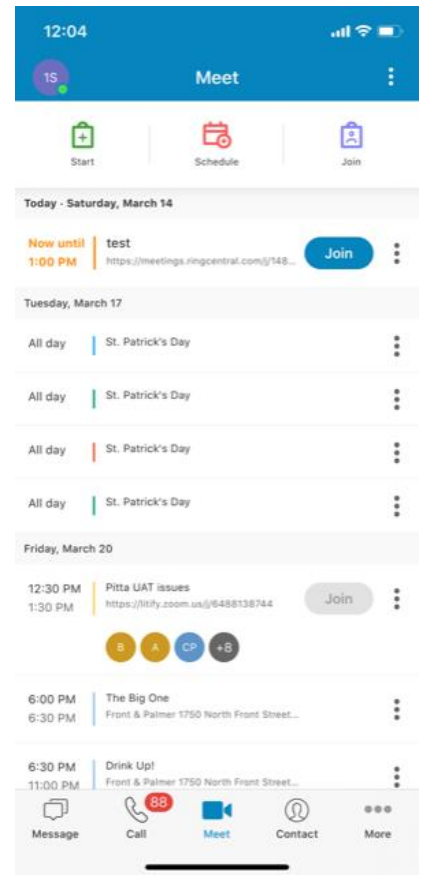 12:04
1S
Meet
Start
Schedule
Join
Today - Saturday, March 14
Now until
1:00 PM
test
https://meetings.ringcentral.com/j/148...
Join
Tuesday, March 17
All day
St. Patrick's Day
All day
St. Patrick's Day
All day
St. Patrick's Day
All day
St. Patrick's Day
Friday, March 20
12:30 PM
1:30 PM
Pitta UAT issues
https://litify.zoom.us/j/6488138744
Join
B
A
CP
+8
6:00 PM
6:30 PM
The Big One
Front & Palmer 1750 North Front Street...
6:30 PM
11:00 PM
Drink Up!
Front & Palmer 1750 North Front Street...
88
Message
Call
Meet
Contact
More